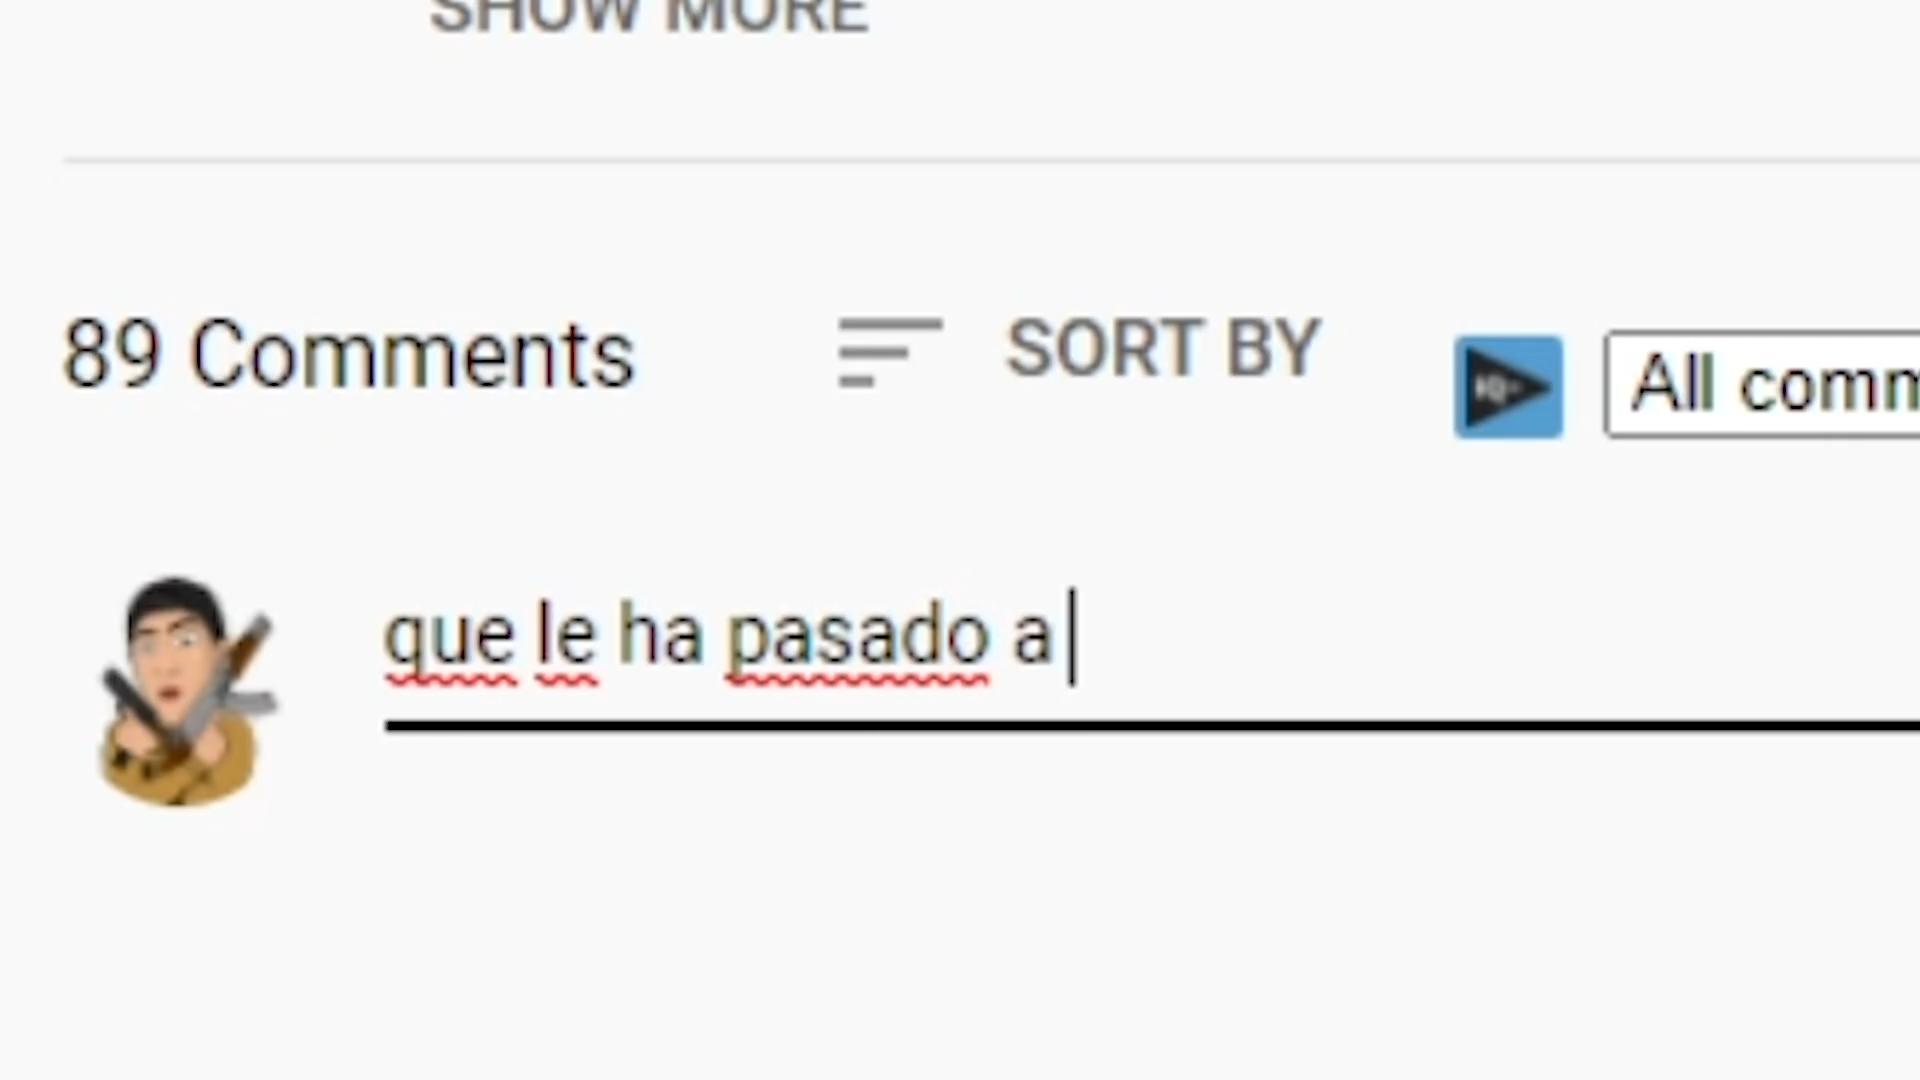 SHOW MORE
89 Comments
SORT BY
All comm
que le ha pasado a